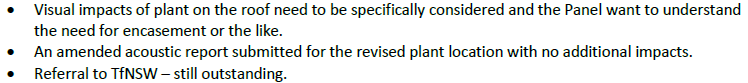 • Visual impacts of plant on the roof need to be specifically considered and the Panel want to understand
the need for encasement or the like.
• An amended acoustic report submitted for the revised plant location with no additional impacts.
• Referral to TfNSW – still outstanding.